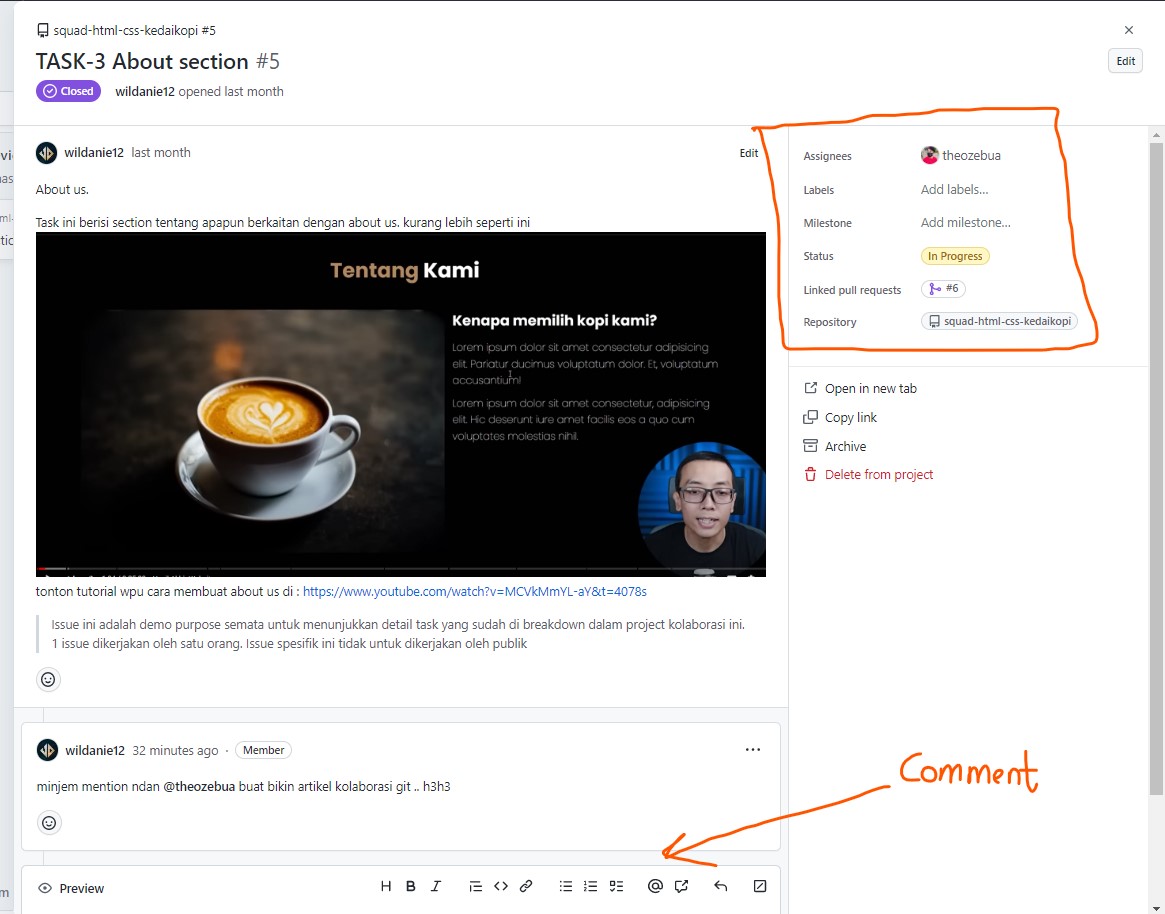 squad-html-css-kedaikopi #5
TASK-3 About section #5
Edit
Closed
wildanie12 opened last month
wildanie12 last month
Edit
About us.
Task ini berisi section tentang apapun berkaitan dengan about us. kurang lebih seperti ini
Tentang Kami
Kenapa memilih kopi kami?
Lorem ipsum dolor sit amet consectetur adipisicing
elit. Pariatur ducimus voluptatum dolor. Et, voluptatum
accusantium!
Lorem ipsum dolor sit amet consectetur, adipisicing
elit. Hic deserunt iure amet facilis eos a quo cum
voluptates molestias nihil.
tonton tutorial wpu cara membuat about us di : https://www.youtube.com/watch?v=MCVkMmYL-aY&t=4078s
Issue ini adalah demo purpose semata untuk menunjukkan detail task yang sudah di breakdown dalam project kolaborasi ini.
1 issue dikerjakan oleh satu orang. Issue spesifik ini tidak untuk dikerjakan oleh publik
wildanie12 32 minutes ago · Member
minjem mention ndan @theozebua buat bikin artikel kolaborasi git .. h3h3
Preview
H B I
Assignees theozebua
Labels Add labels...
Milestone Add milestone...
Status In Progress
Linked pull requests #6
Repository squad-html-css-kedaikopi
Open in new tab
Copy link
Archive
Delete from project
Comment